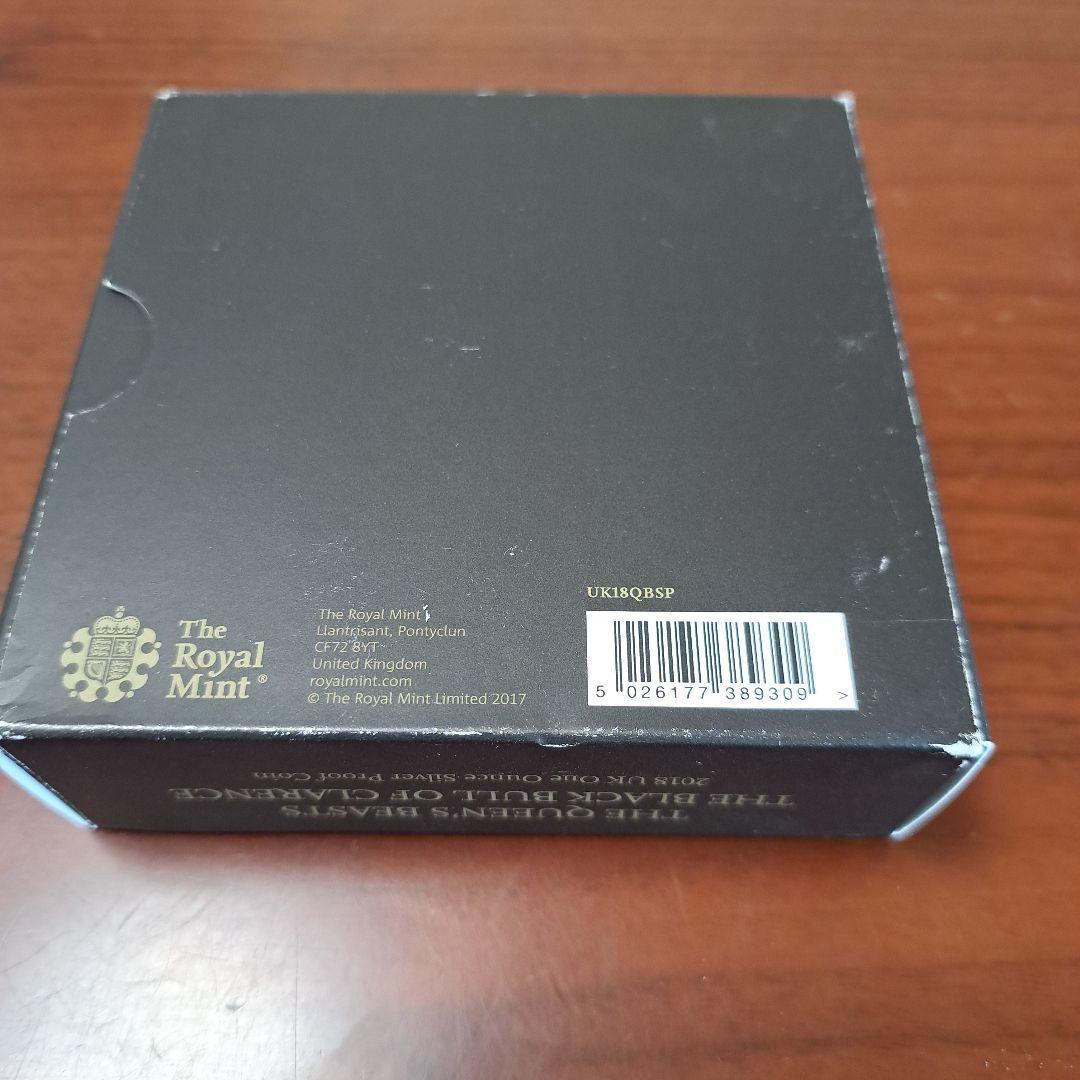 The
Royal
Mint®
The Royal Mint
Llantrisant, Pontyclun
CF72 8YT
United Kingdom
royalmint.com
© The Royal Mint Limited 2017
UK18QBSP
5 026177 389309 >
THE QUEEN'S BEASTS
THE BLACK BULL OF CLARENCE
2018 UK One Ounce Silver Proof Coin